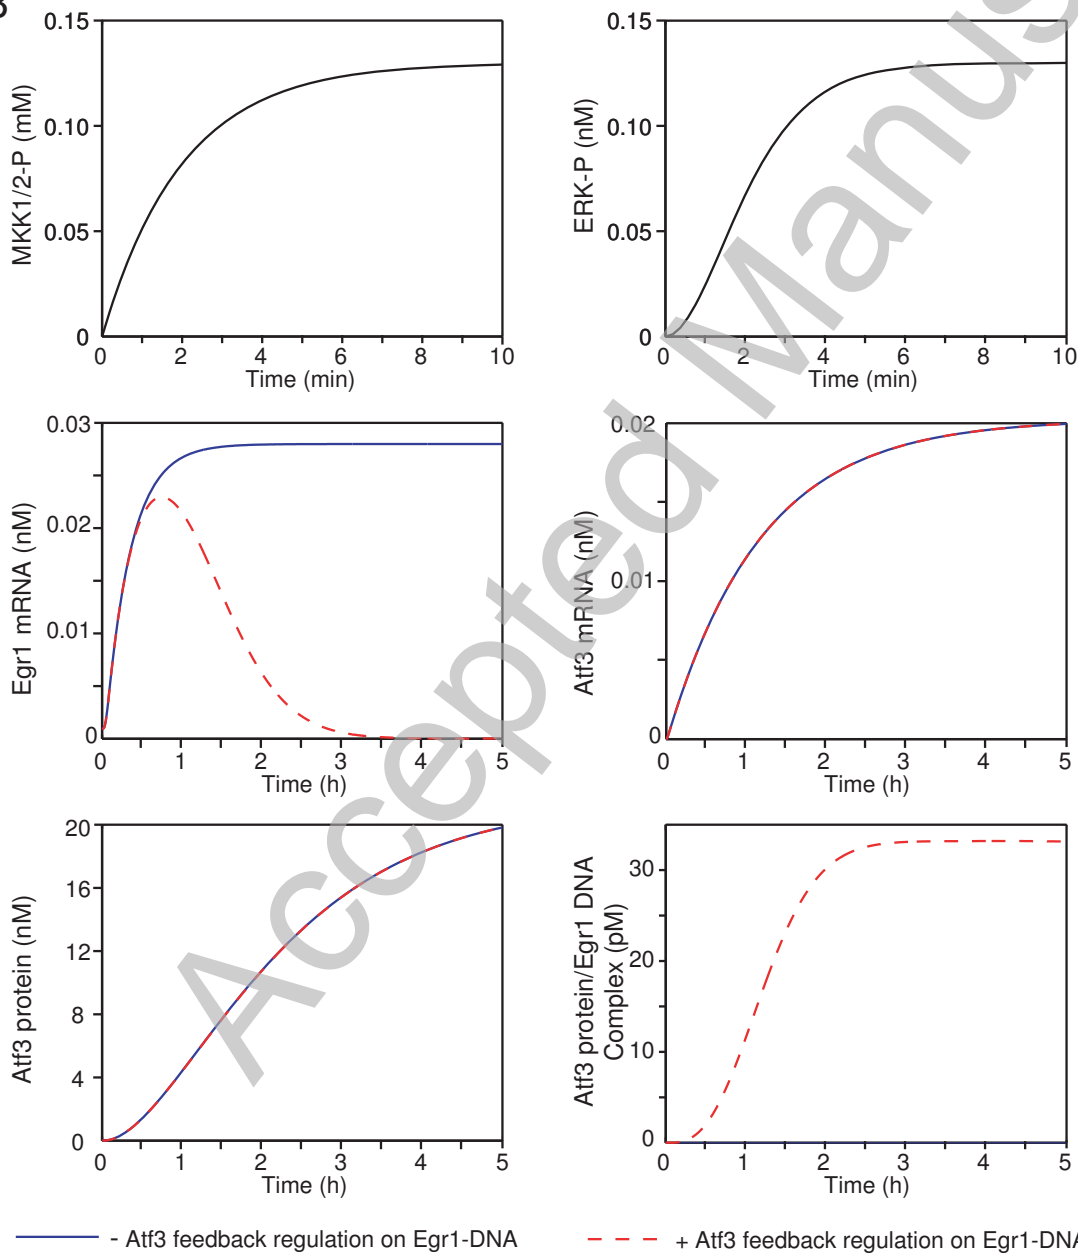 B
0.15
0.10
0.05
0
MKK1/2-P (mM)
0 2 4 6 8 10
Time (min)
0.15
0.10
0.05
0
ERK-P (nM)
0 2 4 6 8 10
Time (min)
0.03
0.02
0.01
0
Egr1 mRNA (nM)
0 1 2 3 4 5
Time (h)
0.02
0.01
0
Atf3 mRNA (nM)
0 1 2 3 4 5
Time (h)
20
16
12
8
4
0
Atf3 protein (nM)
0 1 2 3 4 5
Time (h)
30
20
10
0
Atf3 protein/Egr1 DNA
Complex (pM)
0 1 2 3 4 5
Time (h)
- Atf3 feedback regulation on Egr1-DNA
+ Atf3 feedback regulation on Egr1-DNA
Accepted Manus